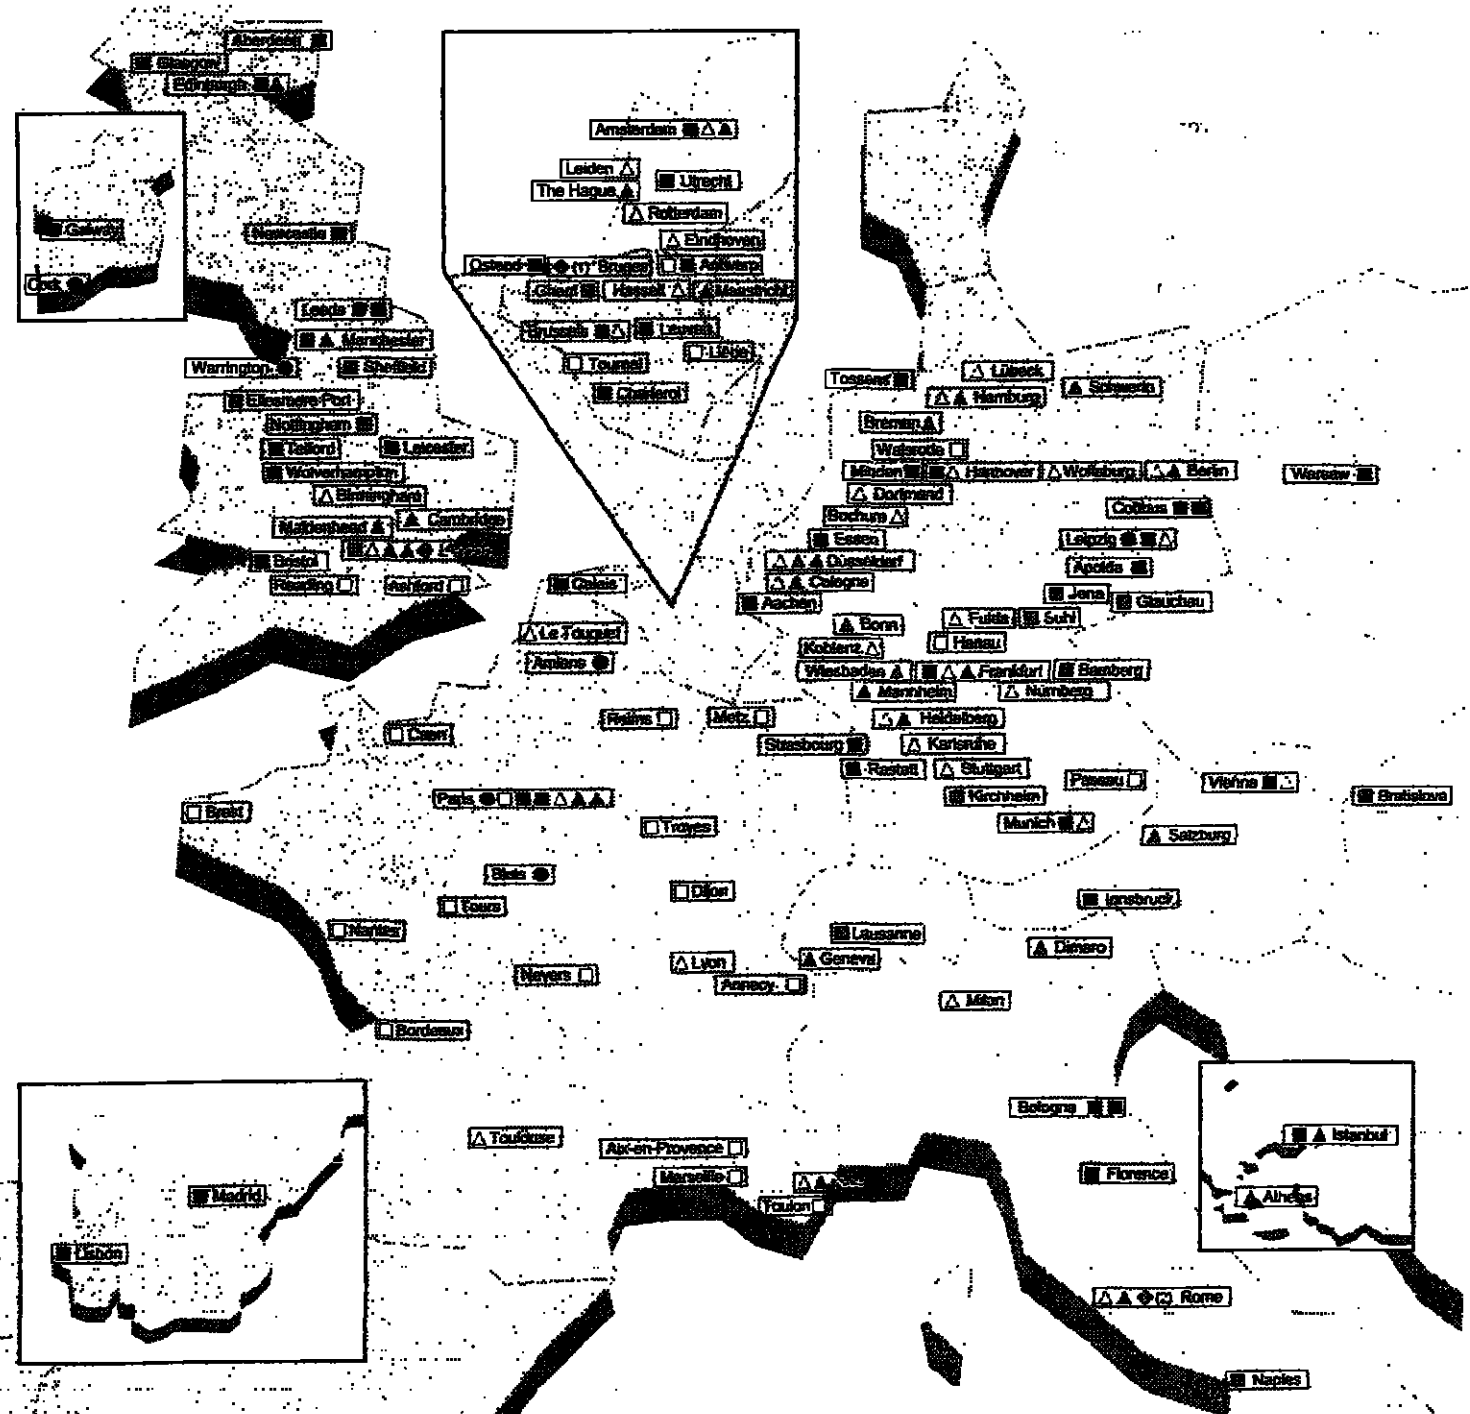 Aberdeen
Glasgow
Edinburgh
Galway
Cork
Newcastle
Leeds
Manchester
Warrington
Sheffield
Ellesmere Port
Nottingham
Telford
Leicester
Wolverhampton
Birmingham
Maidenhead
Cambridge
Bristol
Reading
Ashford
Amsterdam
Leiden
Utrecht
The Hague
Rotterdam
Eindhoven
Ostend
(1) Bruges
Antwerp
Ghent
Hasselt
Maastricht
Brussels
Leuven
Tournai
Liège
Charleroi
Tossens
Lübeck
Schwerin
Hamburg
Bremen
Walsrode
Minden
Hannover
Wolfsburg
Berlin
Warsaw
Dortmund
Cottbus
Bochum
Essen
Leipzig
Düsseldorf
Apolda
Cologne
Calais
Aachen
Jena
Glauchau
Bonn
Fulda
Suhl
Le Touquet
Hanau
Koblenz
Amiens
Wiesbaden
Frankfurt
Bamberg
Mannheim
Nürnberg
Reims
Metz
Heidelberg
Caen
Strasbourg
Karlsruhe
Rastatt
Stuttgart
Passau
Vienna
Bratislava
Kirchheim
Paris
Brest
Troyes
Munich
Salzburg
Blois
Dijon
Tours
Innsbruck
Nantes
Lausanne
Dimaro
Lyon
Geneva
Nevers
Annecy
Milan
Bordeaux
Bologna
Toulouse
Aix-en-Provence
Marseille
Toulon
Florence
Istanbul
Athens
Madrid
Lisbon
(2) Rome
Naples